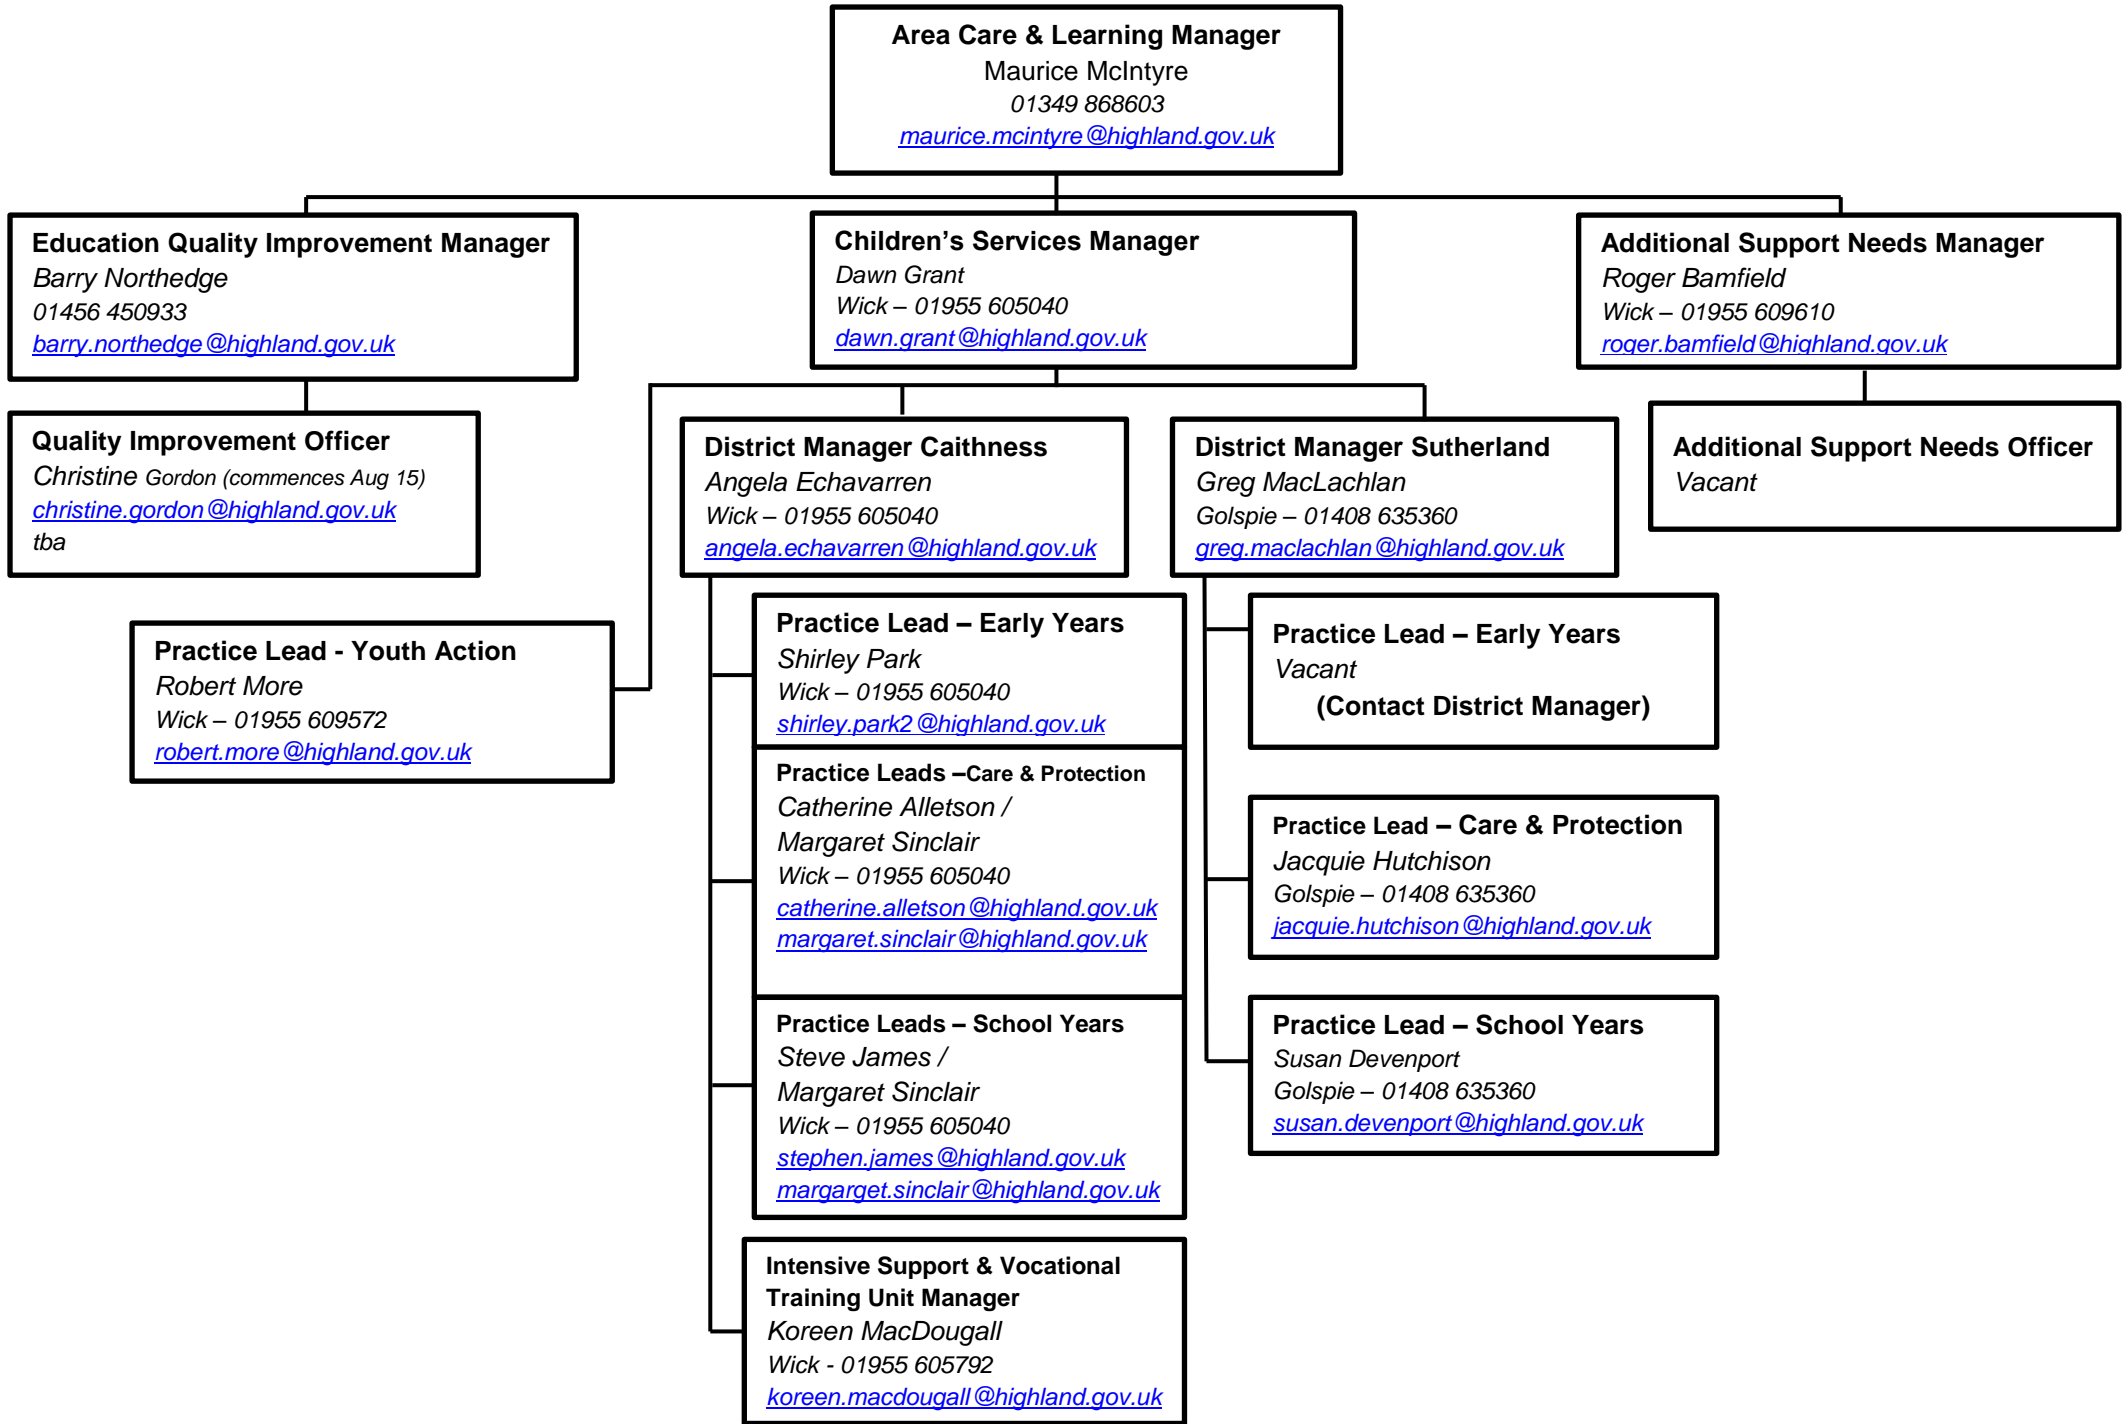 Area Care & Learning Manager
Maurice McIntyre
01349 868603
maurice.mcintyre@highland.gov.uk
Education Quality Improvement Manager
Barry Northedge
01456 450933
barry.northedge@highland.gov.uk
Children’s Services Manager
Dawn Grant
Wick – 01955 605040
dawn.grant@highland.gov.uk
Additional Support Needs Manager
Roger Bamfield
Wick – 01955 609610
roger.bamfield@highland.gov.uk
Quality Improvement Officer
Christine Gordon (commences Aug 15)
christine.gordon@highland.gov.uk
tba
District Manager Caithness
Angela Echavarren
Wick – 01955 605040
angela.echavarren@highland.gov.uk
District Manager Sutherland
Greg MacLachlan
Golspie – 01408 635360
greg.maclachlan@highland.gov.uk
Additional Support Needs Officer
Vacant
Practice Lead - Youth Action
Robert More
Wick – 01955 609572
robert.more@highland.gov.uk
Practice Lead – Early Years
Shirley Park
Wick – 01955 605040
shirley.park2@highland.gov.uk
Practice Leads –Care & Protection
Catherine Alletson /
Margaret Sinclair
Wick – 01955 605040
catherine.alletson@highland.gov.uk
margaret.sinclair@highland.gov.uk
Practice Leads – School Years
Steve James /
Margaret Sinclair
Wick – 01955 605040
stephen.james@highland.gov.uk
margarget.sinclair@highland.gov.uk
Intensive Support & Vocational
Training Unit Manager
Koreen MacDougall
Wick - 01955 605792
koreen.macdougall@highland.gov.uk
Practice Lead – Early Years
Vacant
(Contact District Manager)
Practice Lead – Care & Protection
Jacquie Hutchison
Golspie – 01408 635360
jacquie.hutchison@highland.gov.uk
Practice Lead – School Years
Susan Devenport
Golspie – 01408 635360
susan.devenport@highland.gov.uk